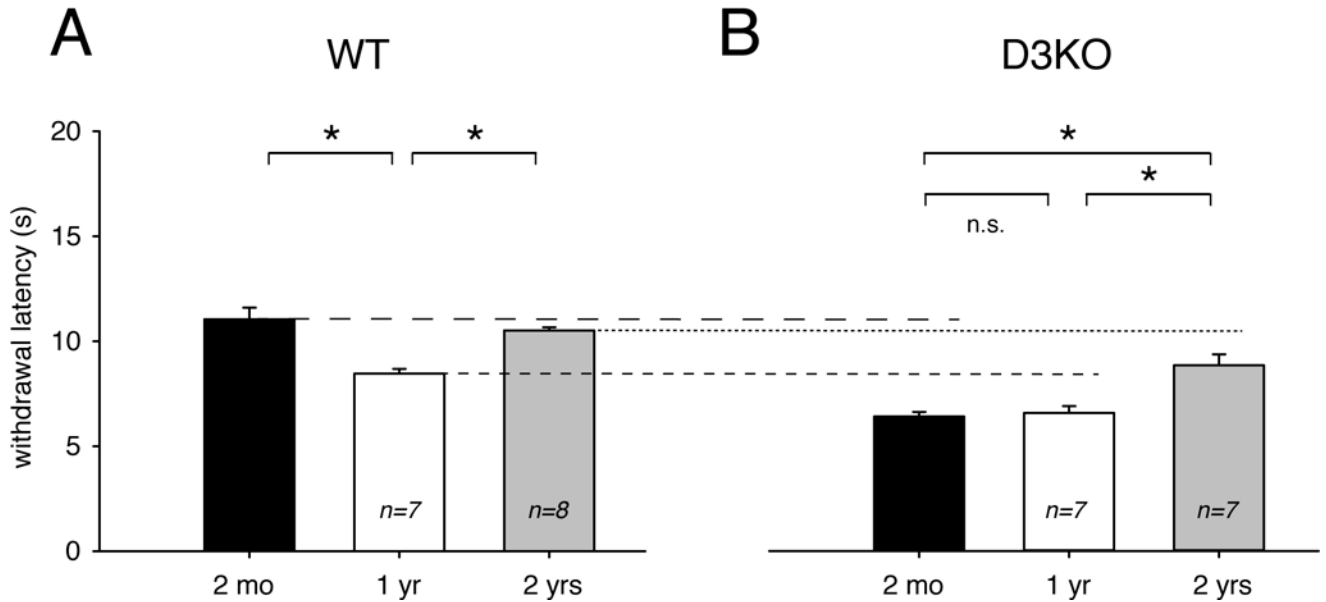 A
WT
B
D3KO
withdrawal latency (s)
20
15
10
5
0
* *
*
*
n.s.
n=7
n=8
n=7
n=7
2 mo 1 yr 2 yrs
2 mo 1 yr 2 yrs